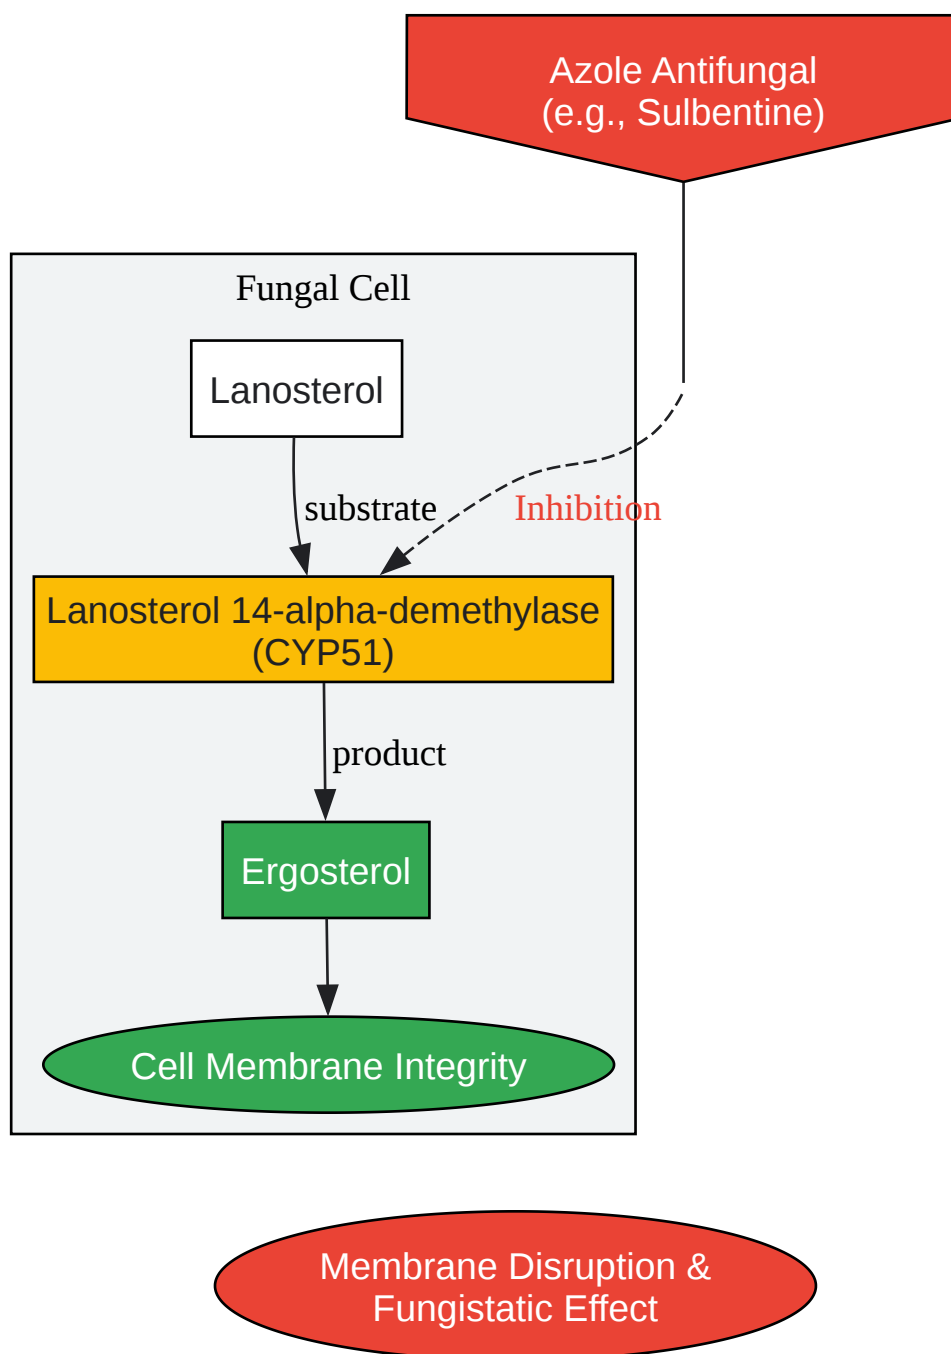 Azole Antifungal
(e.g., Sulbentine)
Fungal Cell
Lanosterol
substrate
Inhibition
Lanosterol 14-alpha-demethylase
(CYP51)
product
Ergosterol
Cell Membrane Integrity
Membrane Disruption &
Fungistatic Effect